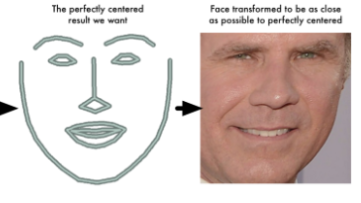 The perfectly centered
result we want
Face transformed to be as close
as possible to perfectly centered